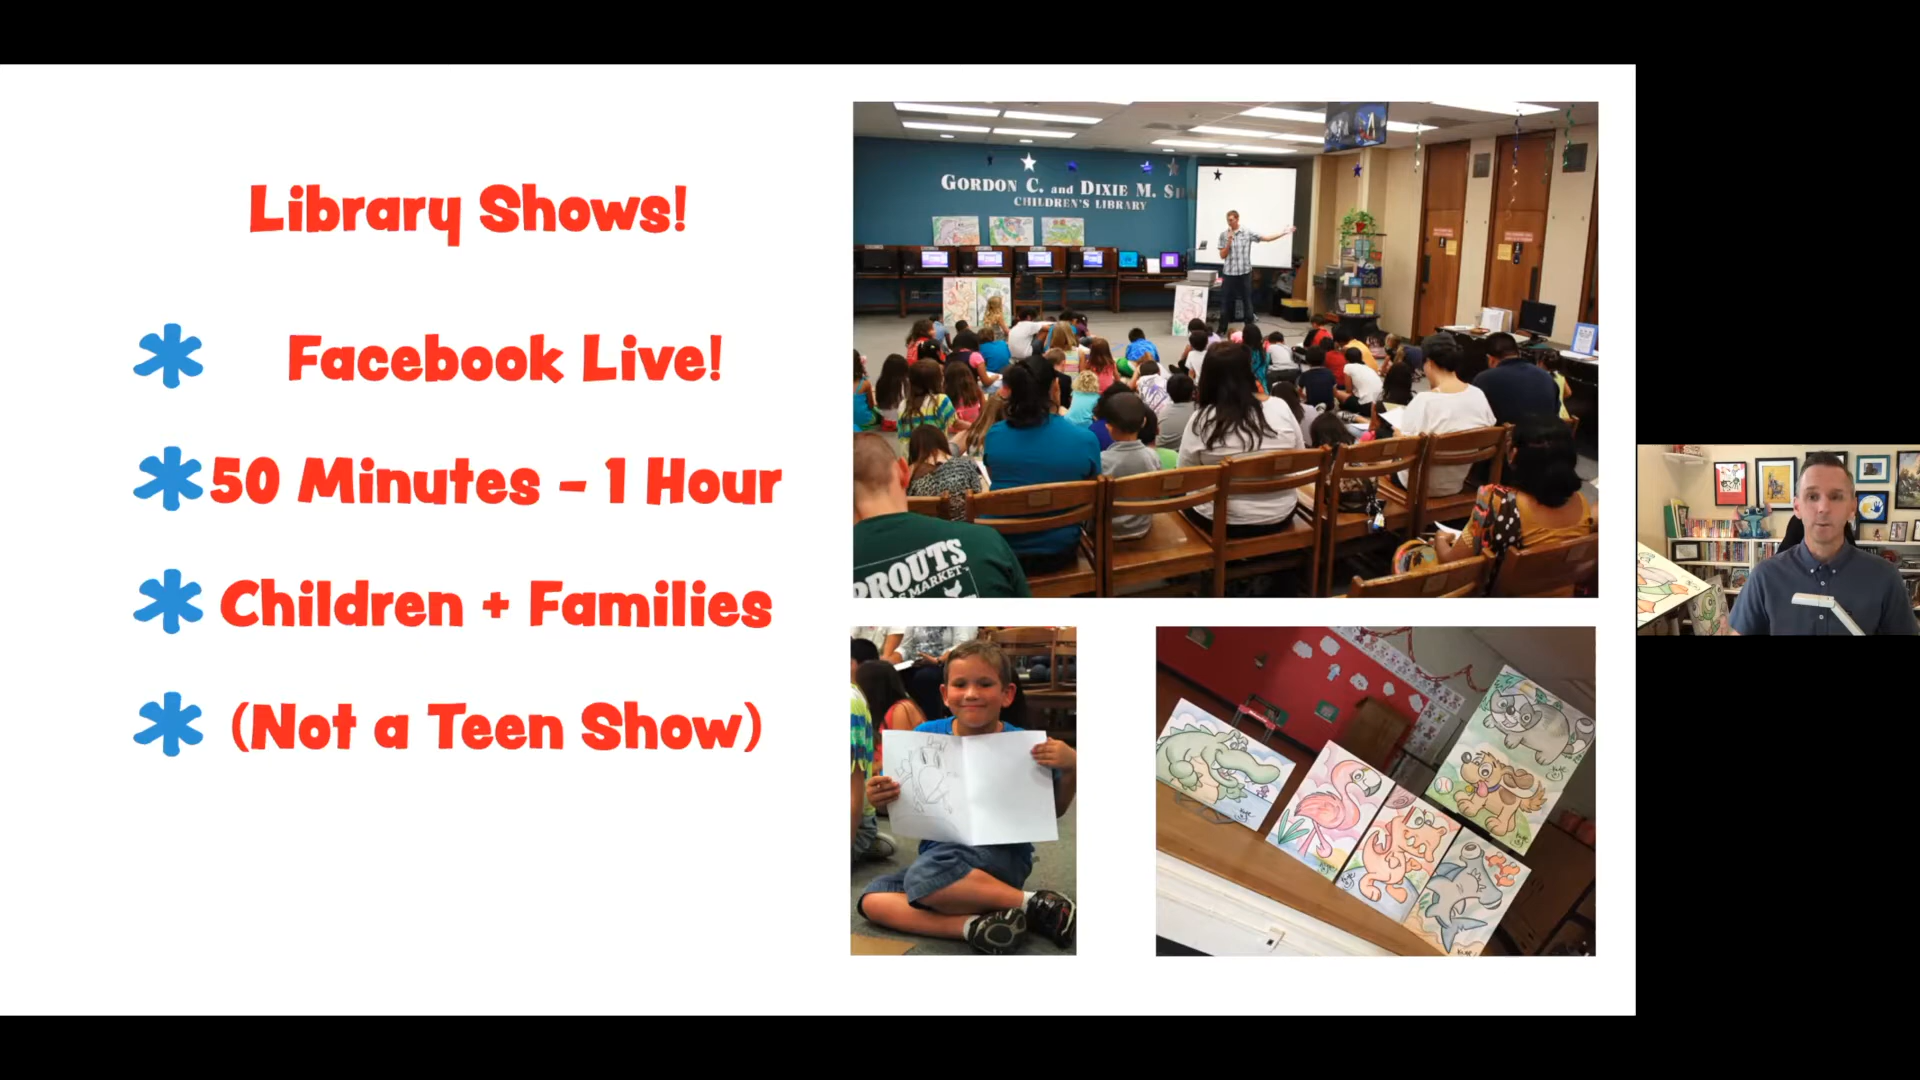 Library Shows!
Facebook Live!
50 Minutes - 1 Hour
Children + Families
(Not a Teen Show)
GORDON C. and DIXIE M.
CHILDREN'S LIBRARY
SPROUTS
MARKET